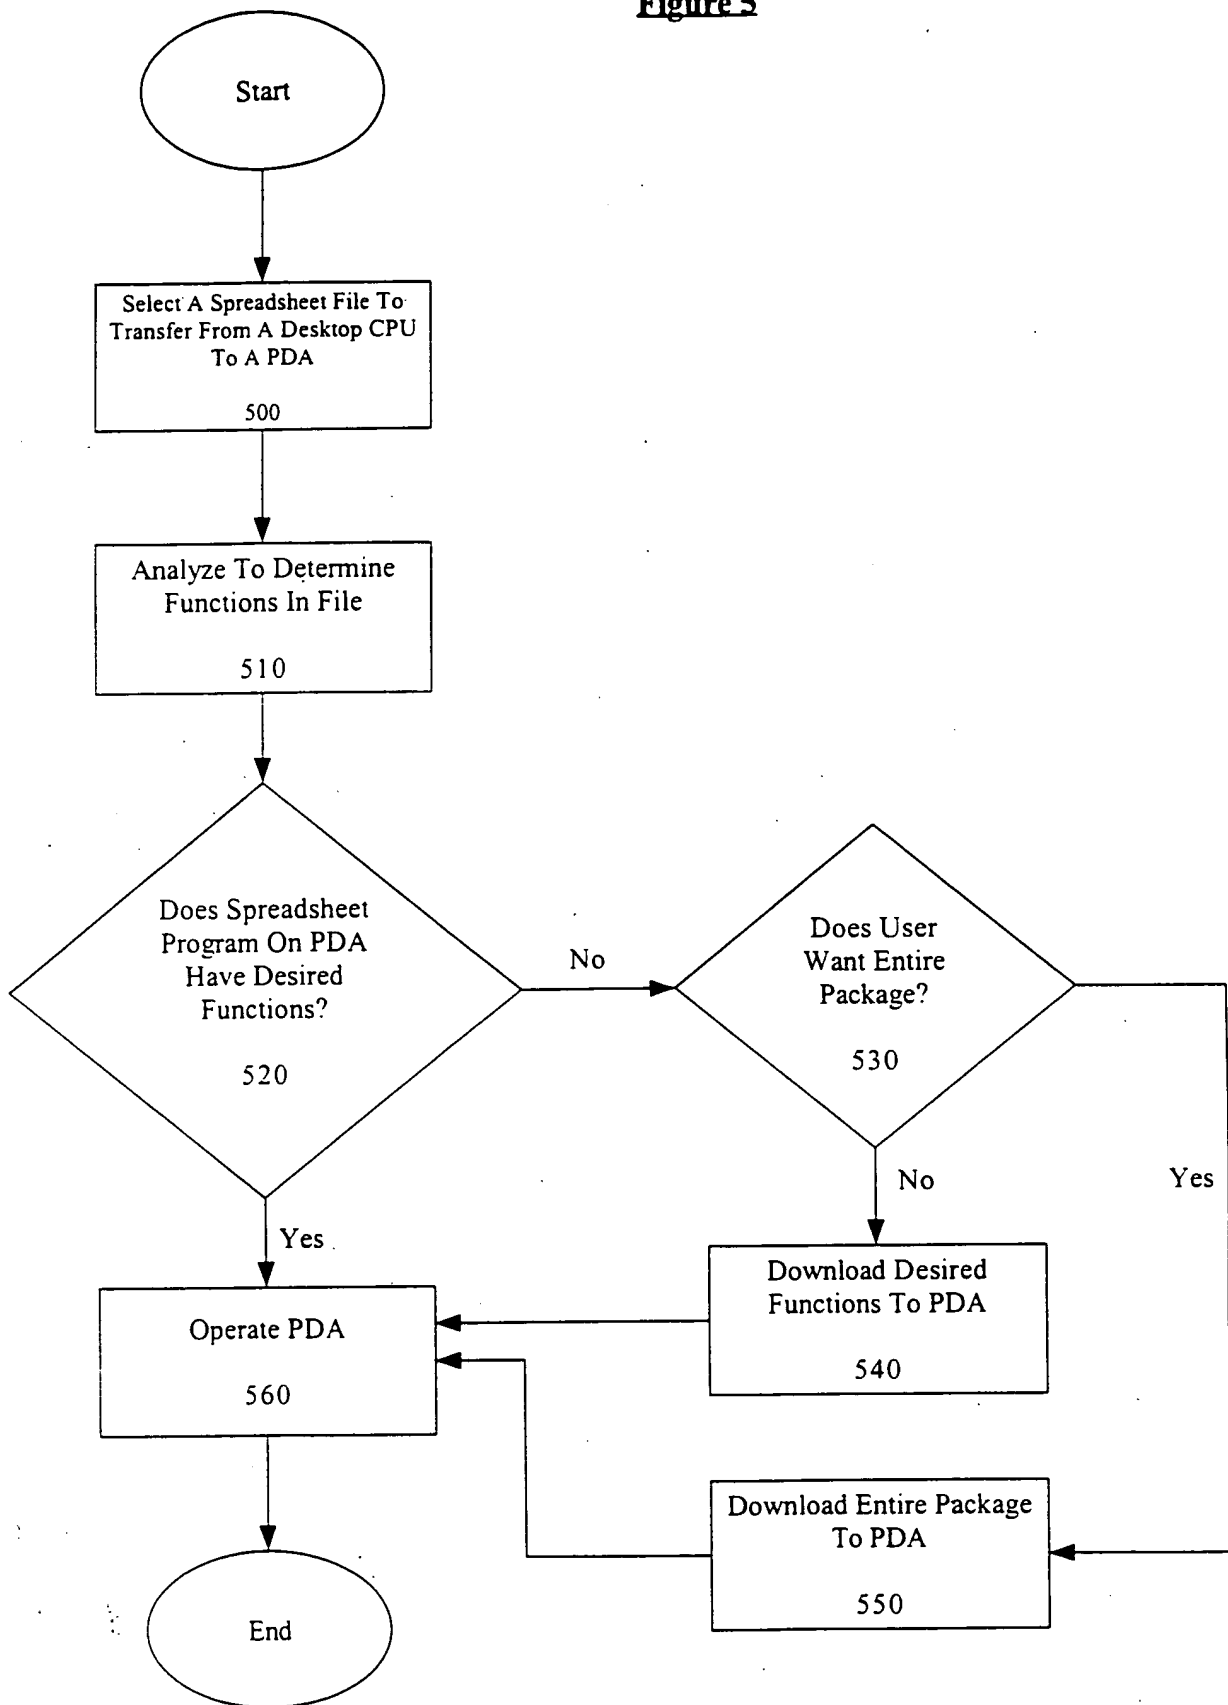 Figure 5
Start
Select A Spreadsheet File To
Transfer From A Desktop CPU
To A PDA
500
Analyze To Determine
Functions In File
510
Does Spreadsheet
Program On PDA
Have Desired
Functions?
520
No
Does User
Want Entire
Package?
530
No
Yes
Yes
Download Desired
Functions To PDA
540
Operate PDA
560
Download Entire Package
To PDA
550
End